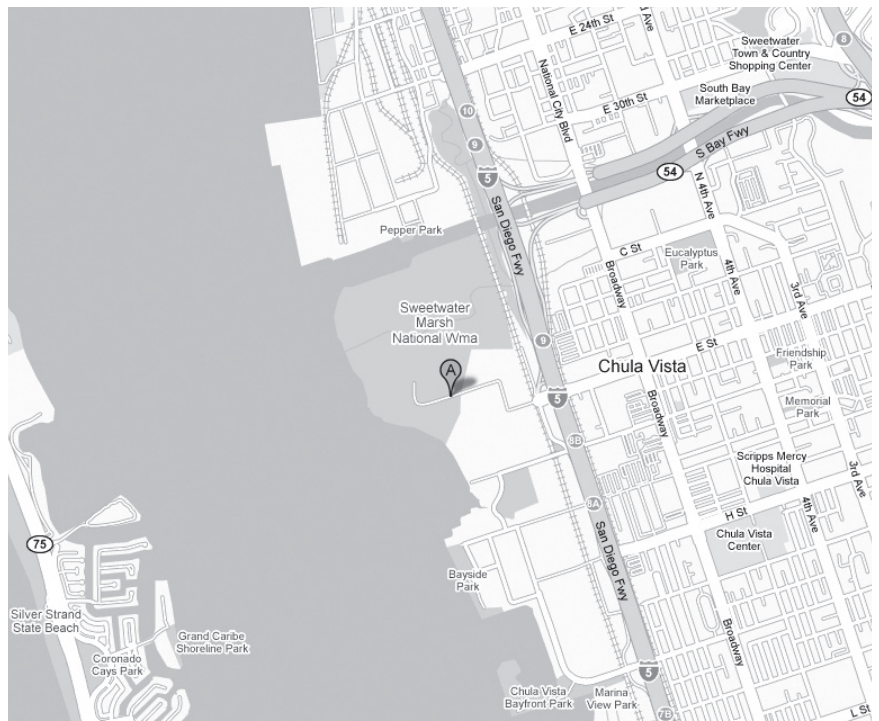 E 24th St
3rd Ave
Sweetwater
Town & Country
Shopping Center
8
National City Blvd
South Bay
Marketplace
54
10
E 30th St
9
S Bay Fwy
5
54
N 4th Ave
San Diego Fwy
Pepper Park
C St
Eucalyptus
Park
Broadway
4th Ave
3rd Ave
Sweetwater
Marsh
National Wma
9
E St
Chula Vista
Friendship
Park
A
5
Memorial
Park
Broadway
8B
Scripps Mercy
Hospital
Chula Vista
3rd Ave
8A
H St
4th Ave
San Diego Fwy
Chula Vista
Center
75
Bayside
Park
Silver Strand
State Beach
Grand Caribe
Shoreline Park
Coronado
Cays Park
Broadway
5
Chula Vista
Bayfront Park
Marina
View Park
7B
L St